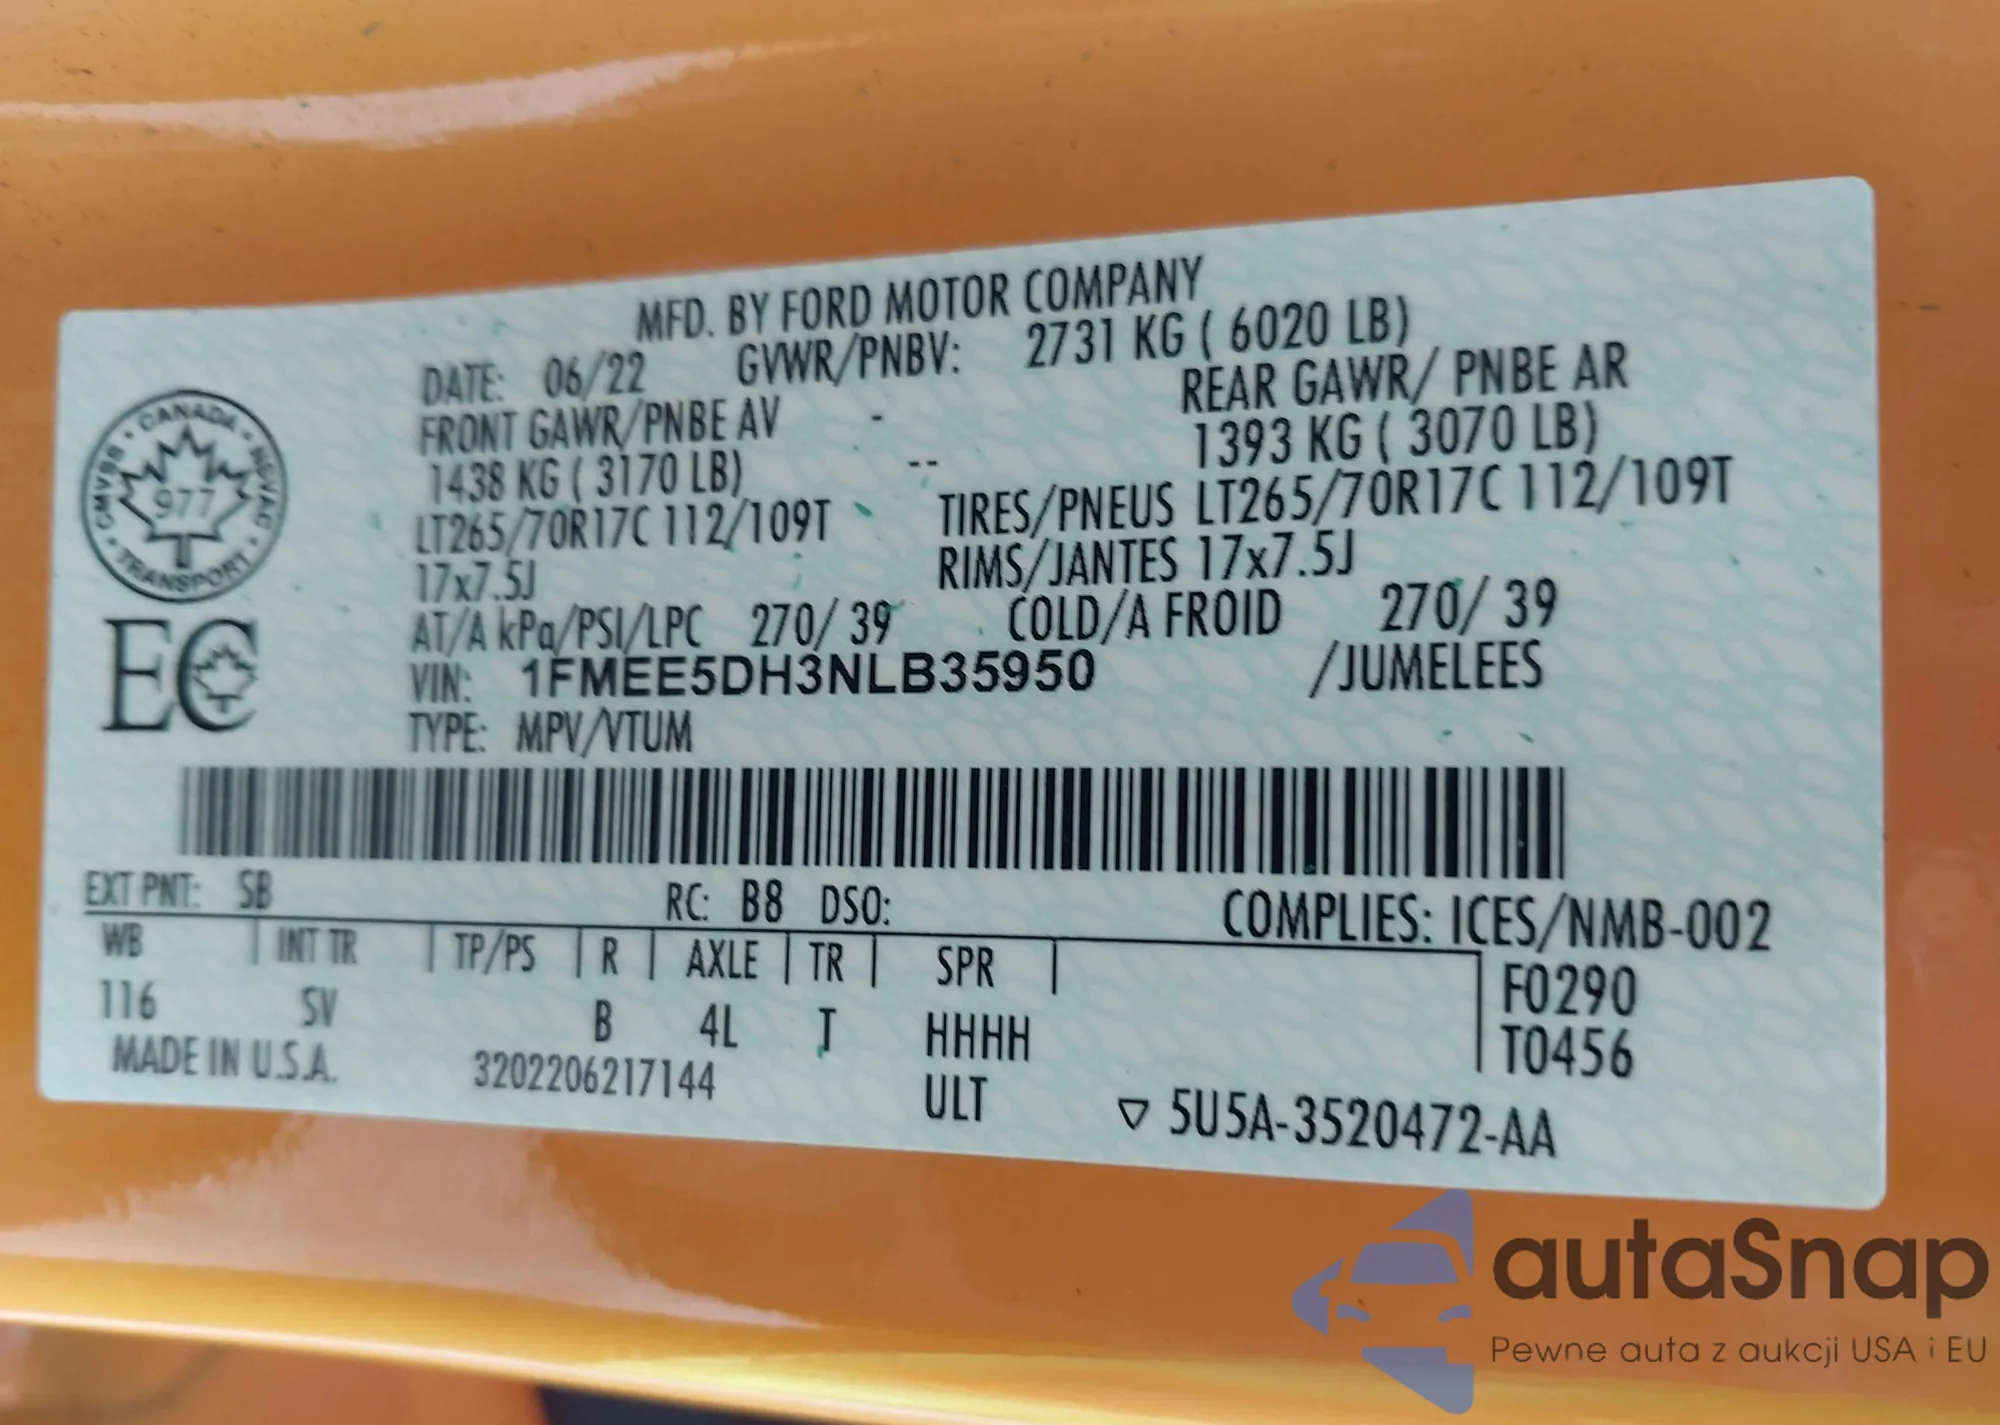 MFD. BY FORD MOTOR COMPANY
DATE: 06/22 GVWR/PNBV: 2731 KG ( 6020 LB)
FRONT GAWR/PNBE AV - REAR GAWR/ PNBE AR
1438 KG ( 3170 LB) -- 1393 KG ( 3070 LB)
LT265/70R17C 112/109T TIRES/PNEUS LT265/70R17C 112/109T
17x7.5J RIMS/JANTES 17x7.5J
AT/A kPa/PSI/LPC 270/ 39 COLD/A FROID 270/ 39
VIN: 1FMEE5DH3NLB35950 /JUMELEES
TYPE: MPV/VTUM
CANADA
CMVSS • NSVAC
977
TRANSPORT
EC
EXT PNT: SB RC: B8 DSO: COMPLIES: ICES/NMB-002
WB INT TR TP/PS R AXLE TR SPR F0290
116 SV B 4L T HHHH T0456
MADE IN U.S.A. 3202206217144 ULT ▽ 5U5A-3520472-AA
autaSnap
Pewne auta z aukcji USA i EU